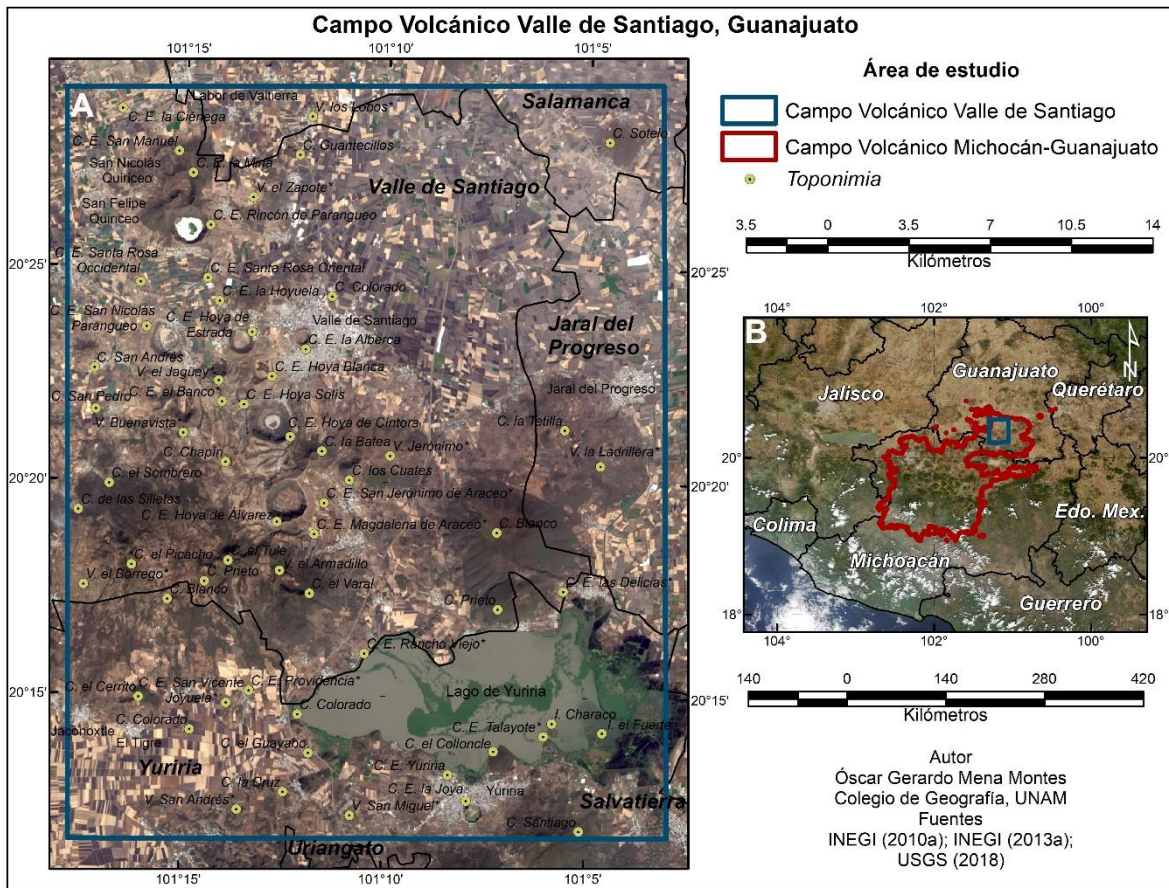 Campo Volcánico Valle de Santiago, Guanajuato
101°15'
101°10'
101°5'
A
Labor de Valtierra
C. E. la Ciénega
V. los Lobos*
Salamanca
C. Sotelo
C. E. San Manuel
C. Guantecillos
San Nicolás
Quiriceo
C. E. la Mina
Valle de Santiago
V. el Zapote*
San Felipe
Quiriceo
C. E. Rincón de Parangueo
C. E. Santa Rosa
Occidental
20°25'
20°25'
C. E. Santa Rosa Oriental
C. E. la Hoyuela
C. Colorado
C. E. San Nicolás
Parangueo
C. E. Hoya de
Estrada
Valle de Santiago
Jaral del
Progreso
C. E. la Alberca
C. San Andrés
V. el Jagüey*
C. E. Hoya Blanca
C. E. el Banco*
Jaral del Progreso
C. San Pedro
C. E. Hoya Solís
V. Buenavista*
C. E. Hoya de Cíntora
C. la Tetilla
C. la Batea
V. Jerónimo*
V. la Ladrillera*
Chapín
C. el Sombrero
C. los Cuates
20°20'
20°20'
C. de las Silletas
C. E. San Jerónimo de Araceo*
C. E. Hoya de Álvarez
C. E. Magdalena de Araceo*
C. Blanco
C. el Picacho
C. el Tule
V. el Borrego*
C. Prieto
V. el Armadillo
C. Blanco
C. el Varal
C. E. las Delicias*
C. Prieto
C. E. Rancho Viejo*
20°15'
20°15'
C. el Cerrito
C. E. San Vicente
Joyuela*
C. E. Providencia*
Lago de Yuriria
C. Colorado
C. Colorado
Jacchoxtle
El Tigre
C. E. Talayote*
I. Characo
I. el Fuerte
C. el Guayabo
C. el Colloncle
Yuriria
C. E. Yuriria
C. la Cruz
C. E. la Joya
Yuriria
Salvatierra
V. San Andrés*
V. San Miguel*
C. Santiago
Uriangato
101°15'
101°10'
101°5'
Área de estudio
Campo Volcánico Valle de Santiago
Campo Volcánico Michocán-Guanajuato
Toponimia
3.5 0 3.5 7 10.5 14
Kilómetros
104° 102° 100°
B
N
Guanajuato
Querétaro
Jalisco
20°
20°
Edo. Mex.
Colima
Michoacán
Guerrero
18°
18°
104° 102° 100°
140 0 140 280 420
Kilómetros
Autor
Óscar Gerardo Mena Montes
Colegio de Geografía, UNAM
Fuentes
INEGI (2010a); INEGI (2013a);
USGS (2018)